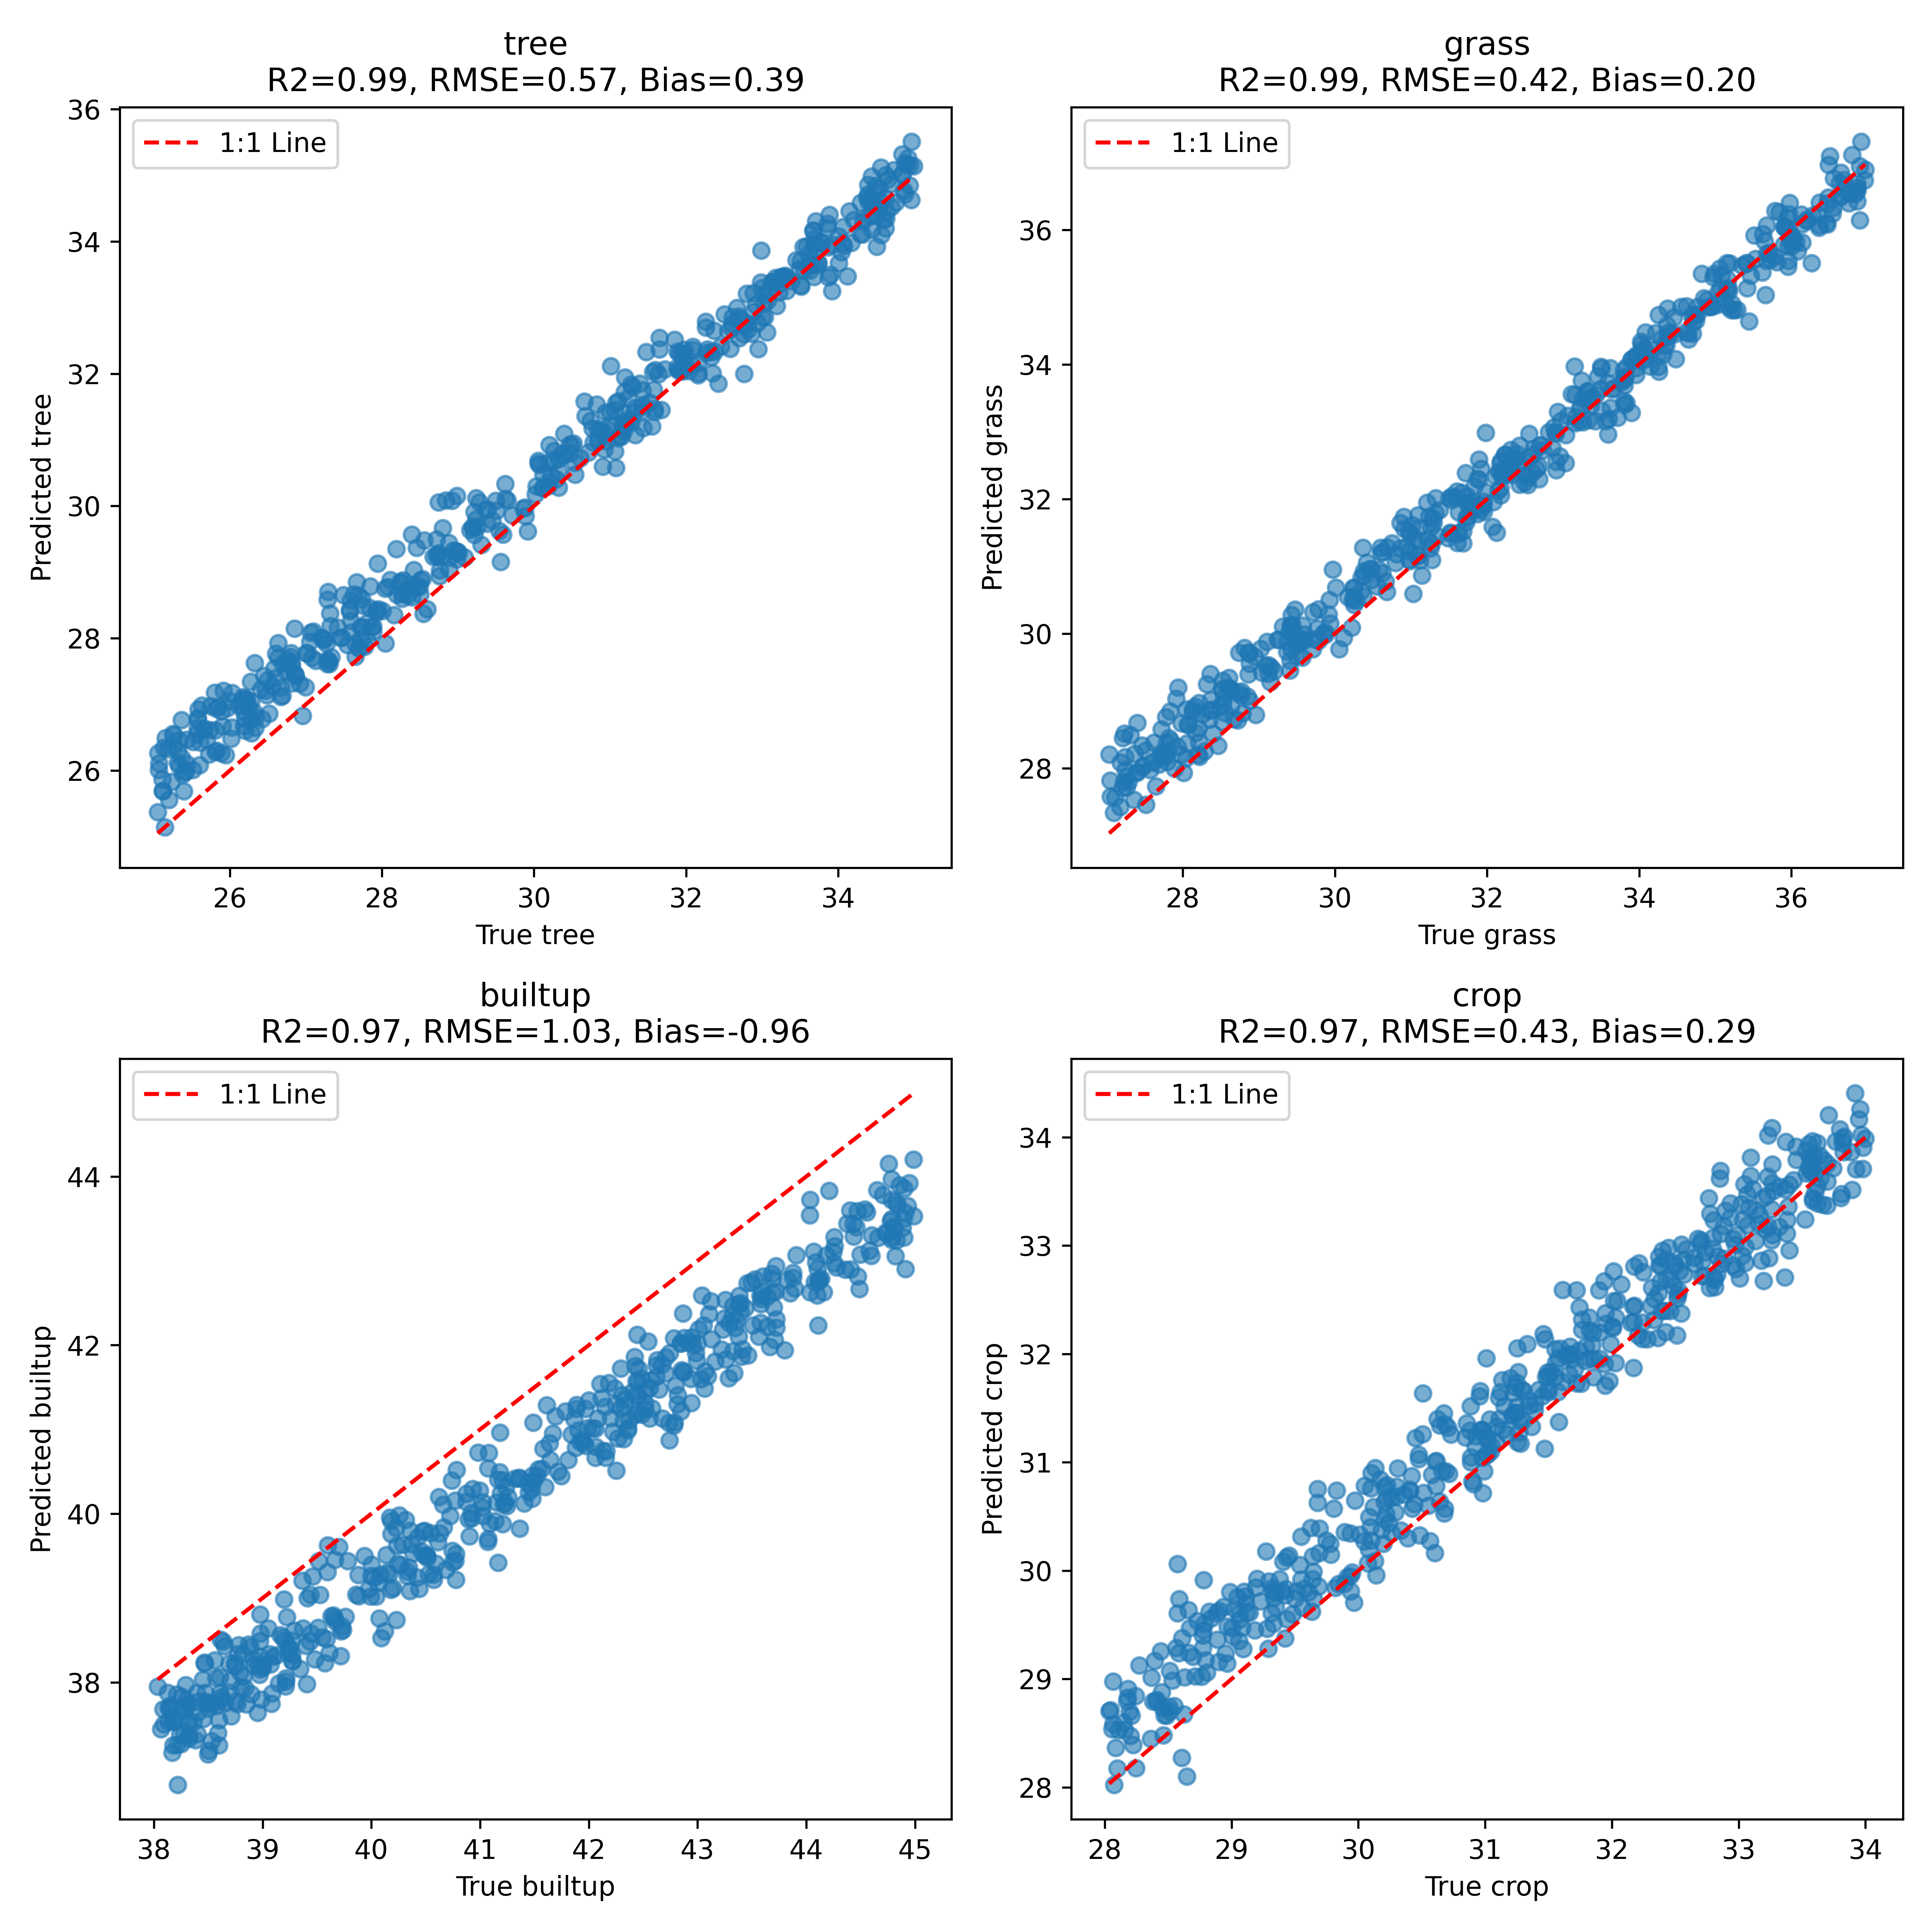 tree
R2=0.99, RMSE=0.57, Bias=0.39
1:1 Line
36
34
32
30
28
26
Predicted tree
26 28 30 32 34
True tree
grass
R2=0.99, RMSE=0.42, Bias=0.20
1:1 Line
36
34
32
30
28
Predicted grass
28 30 32 34 36
True grass
builtup
R2=0.97, RMSE=1.03, Bias=-0.96
1:1 Line
44
42
40
38
Predicted builtup
38 39 40 41 42 43 44 45
True builtup
crop
R2=0.97, RMSE=0.43, Bias=0.29
1:1 Line
34
33
32
31
30
29
28
Predicted crop
28 29 30 31 32 33 34
True crop